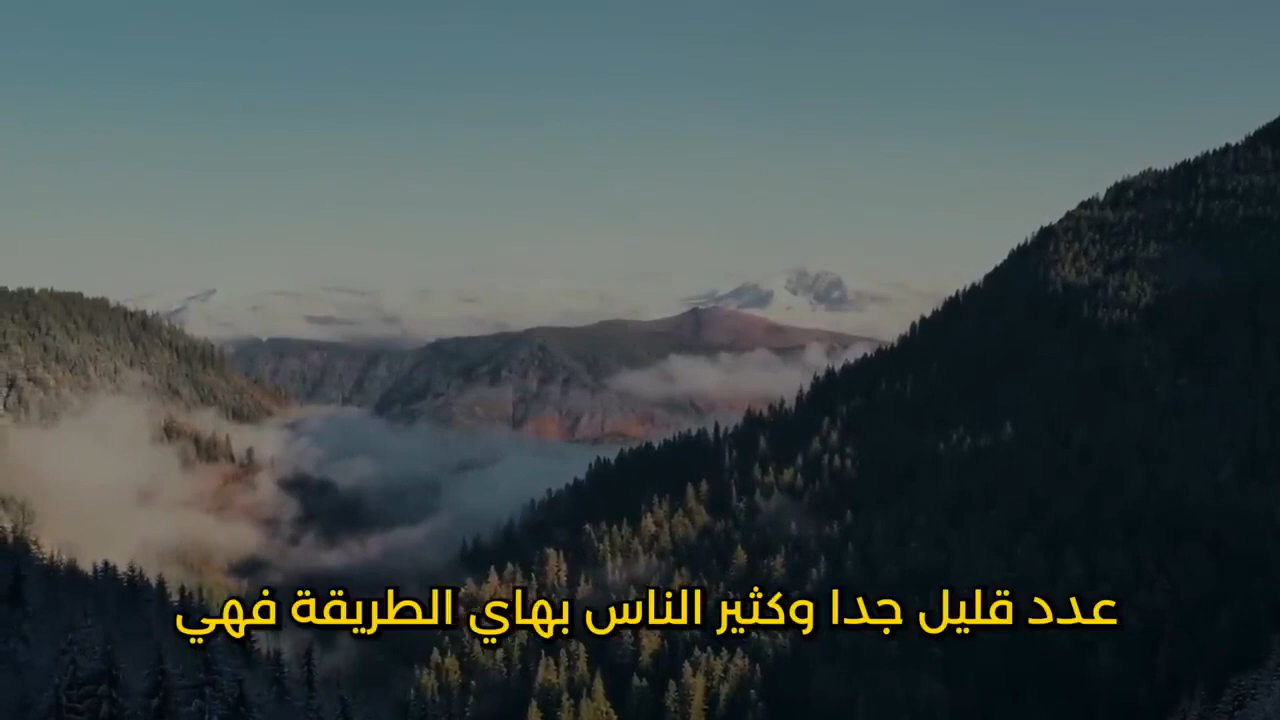 عدد قليل جدا وكثير الناس بهاي الطريقة فهي